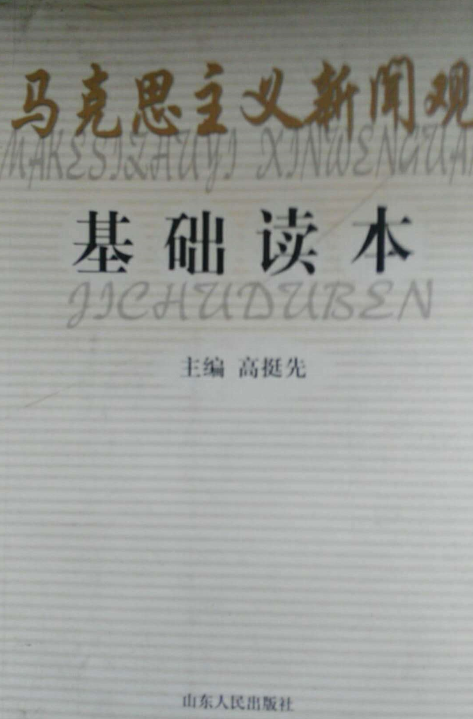 马克思主义新闻观
MAKESIZHUYI XINWENGUAN
基础读本
JICHUDUBEN
主编 高挺先
山东人民出版社